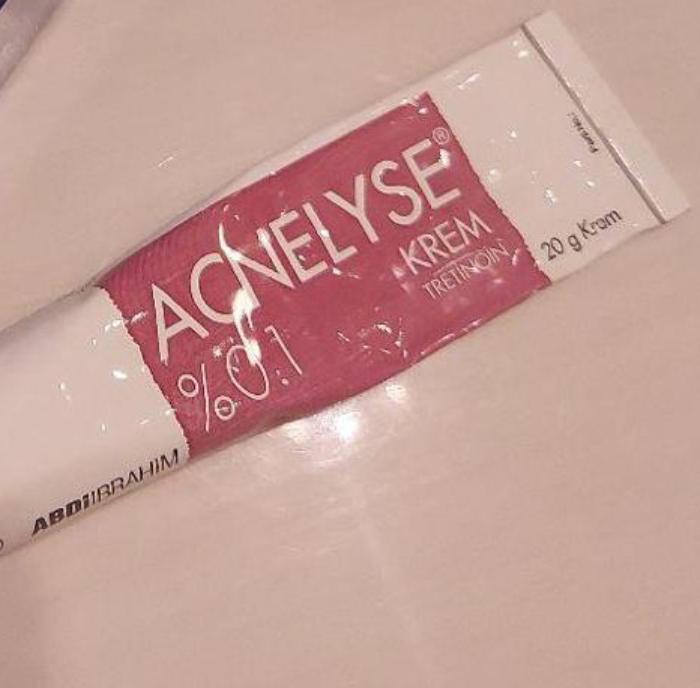 ACNELYSE®
KREM
TRETINOIN
%0.1
20 g Krem
ABDİİBRAHİM